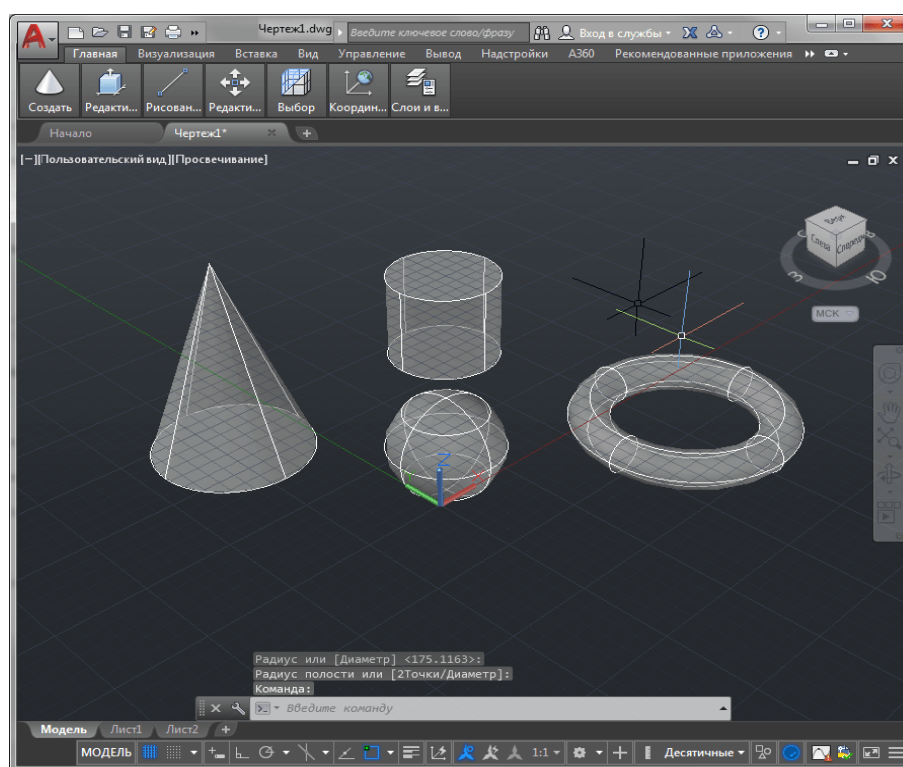 Чертеж1.dwg Введите ключевое слово/фразу Вход в службы
Главная Визуализация Вставка Вид Управление Вывод Надстройки A360 Рекомендованные приложения
Создать Редакти... Рисован... Редакти... Выбор Координ... Слои и в...
Начало Чертеж1*
[−][Пользовательский вид][Просвечивание]
Слева
З Ю
МСК
Радиус или [Диаметр] <175.1163>:
Радиус полости или [2Точки/Диаметр]:
Команда:
Введите команду
Модель Лист1 Лист2
МОДЕЛЬ 1:1 Десятичные